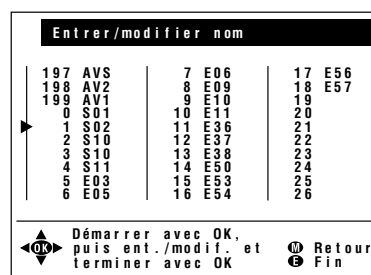 Entrer/modifier nom
197 AVS 7 E06 17 E56
198 AV2 8 E09 18 E57
199 AV1 9 E10 19
0 S01 10 E11 20
1 S02 11 E36 21
2 S10 12 E37 22
3 S10 13 E38 23
4 S11 14 E50 24
5 E03 15 E53 25
6 E05 16 E54 26
Démarrer avec OK,
OK puis ent./modif. et M Retour
terminer avec OK E Fin